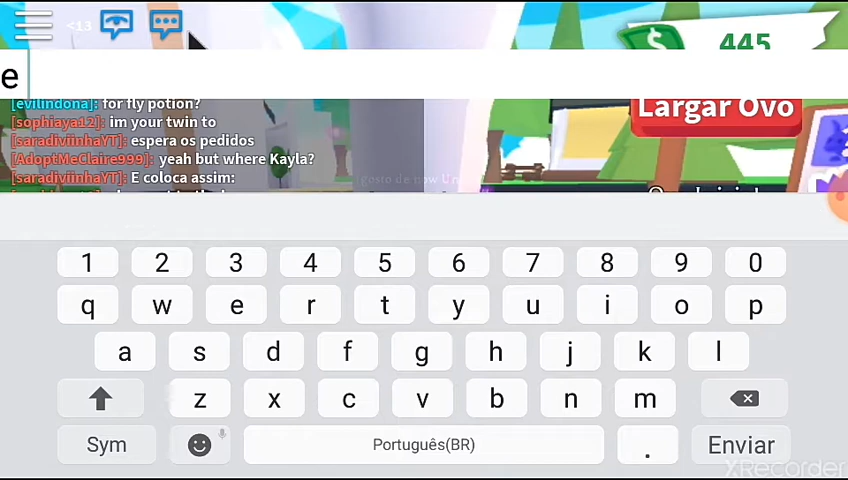 <13
445
e
[evilindona]: for fly potion?
[sophiaya12]: im your twin to
[saradiviinhaYT]: espera os pedidos
[AdoptMeClaire999]: yeah but where Kayla?
[saradiviinhaYT]: E coloca assim:
Largar Ovo
1 2 3 4 5 6 7 8 9 0
q w e r t y u i o p
a s d f g h j k l
z x c v b n m
Sym Português(BR) . Enviar
XRecorder